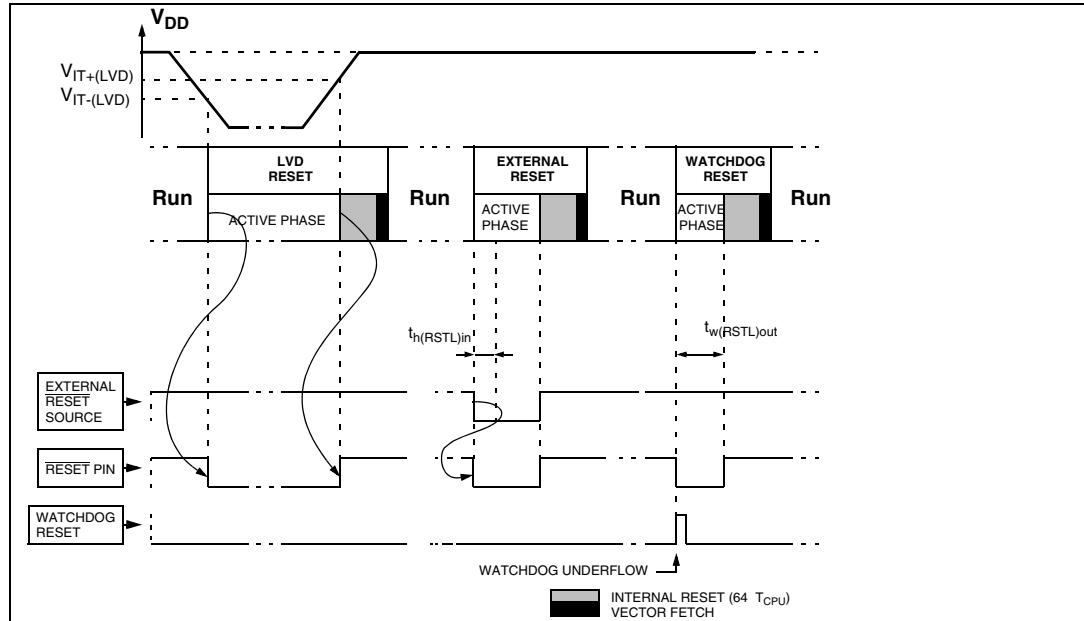 VDD
VIT+(LVD)
VIT-(LVD)
LVD
RESET
EXTERNAL
RESET
WATCHDOG
RESET
Run
Run
Run
Run
ACTIVE PHASE
ACTIVE
PHASE
ACTIVE
PHASE
th(RSTL)in
tw(RSTL)out
EXTERNAL
RESET
SOURCE
RESET PIN
WATCHDOG
RESET
WATCHDOG UNDERFLOW
INTERNAL RESET (64 TCPU)
VECTOR FETCH